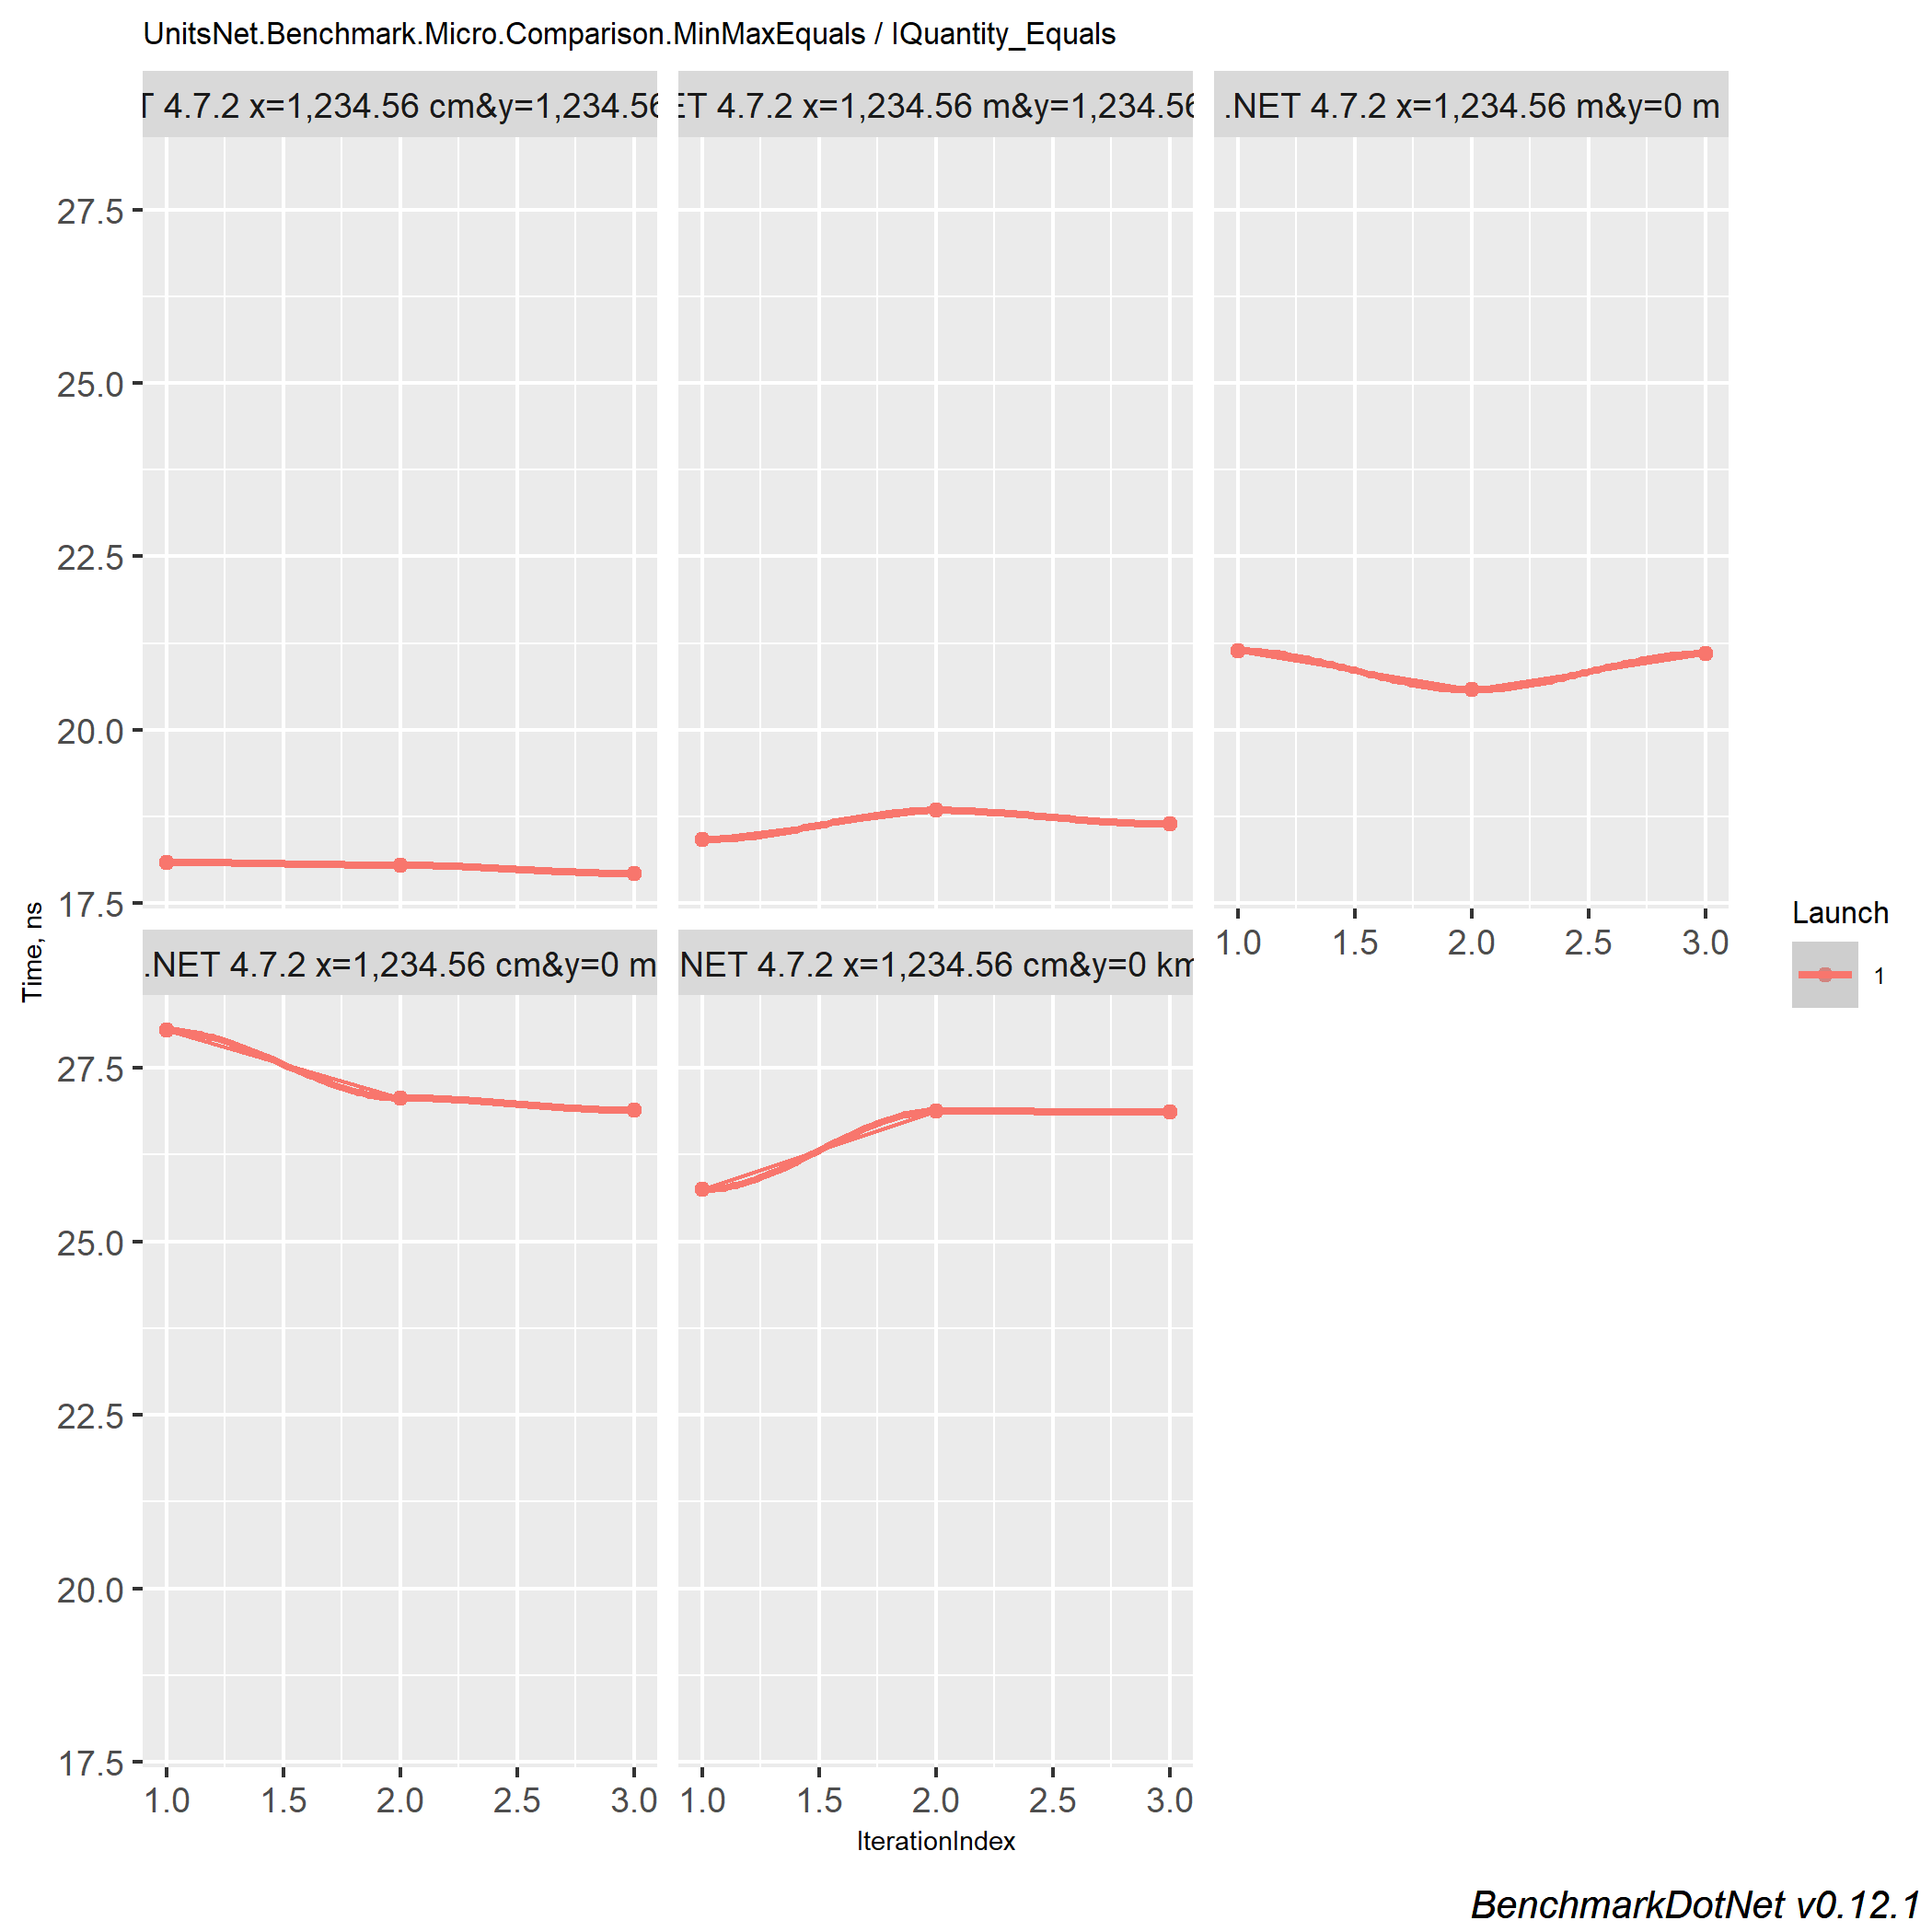 UnitsNet.Benchmark.Micro.Comparison.MinMaxEquals / IQuantity_Equals
T 4.7.2 x=1,234.56 cm&y=1,234.56
ET 4.7.2 x=1,234.56 m&y=1,234.56
.NET 4.7.2 x=1,234.56 m&y=0 m
27.5
25.0
22.5
20.0
17.5
1.0 1.5 2.0 2.5 3.0
.NET 4.7.2 x=1,234.56 cm&y=0 m
NET 4.7.2 x=1,234.56 cm&y=0 km
27.5
25.0
22.5
20.0
17.5
1.0 1.5 2.0 2.5 3.0
1.0 1.5 2.0 2.5 3.0
Time, ns
IterationIndex
Launch
1
BenchmarkDotNet v0.12.1